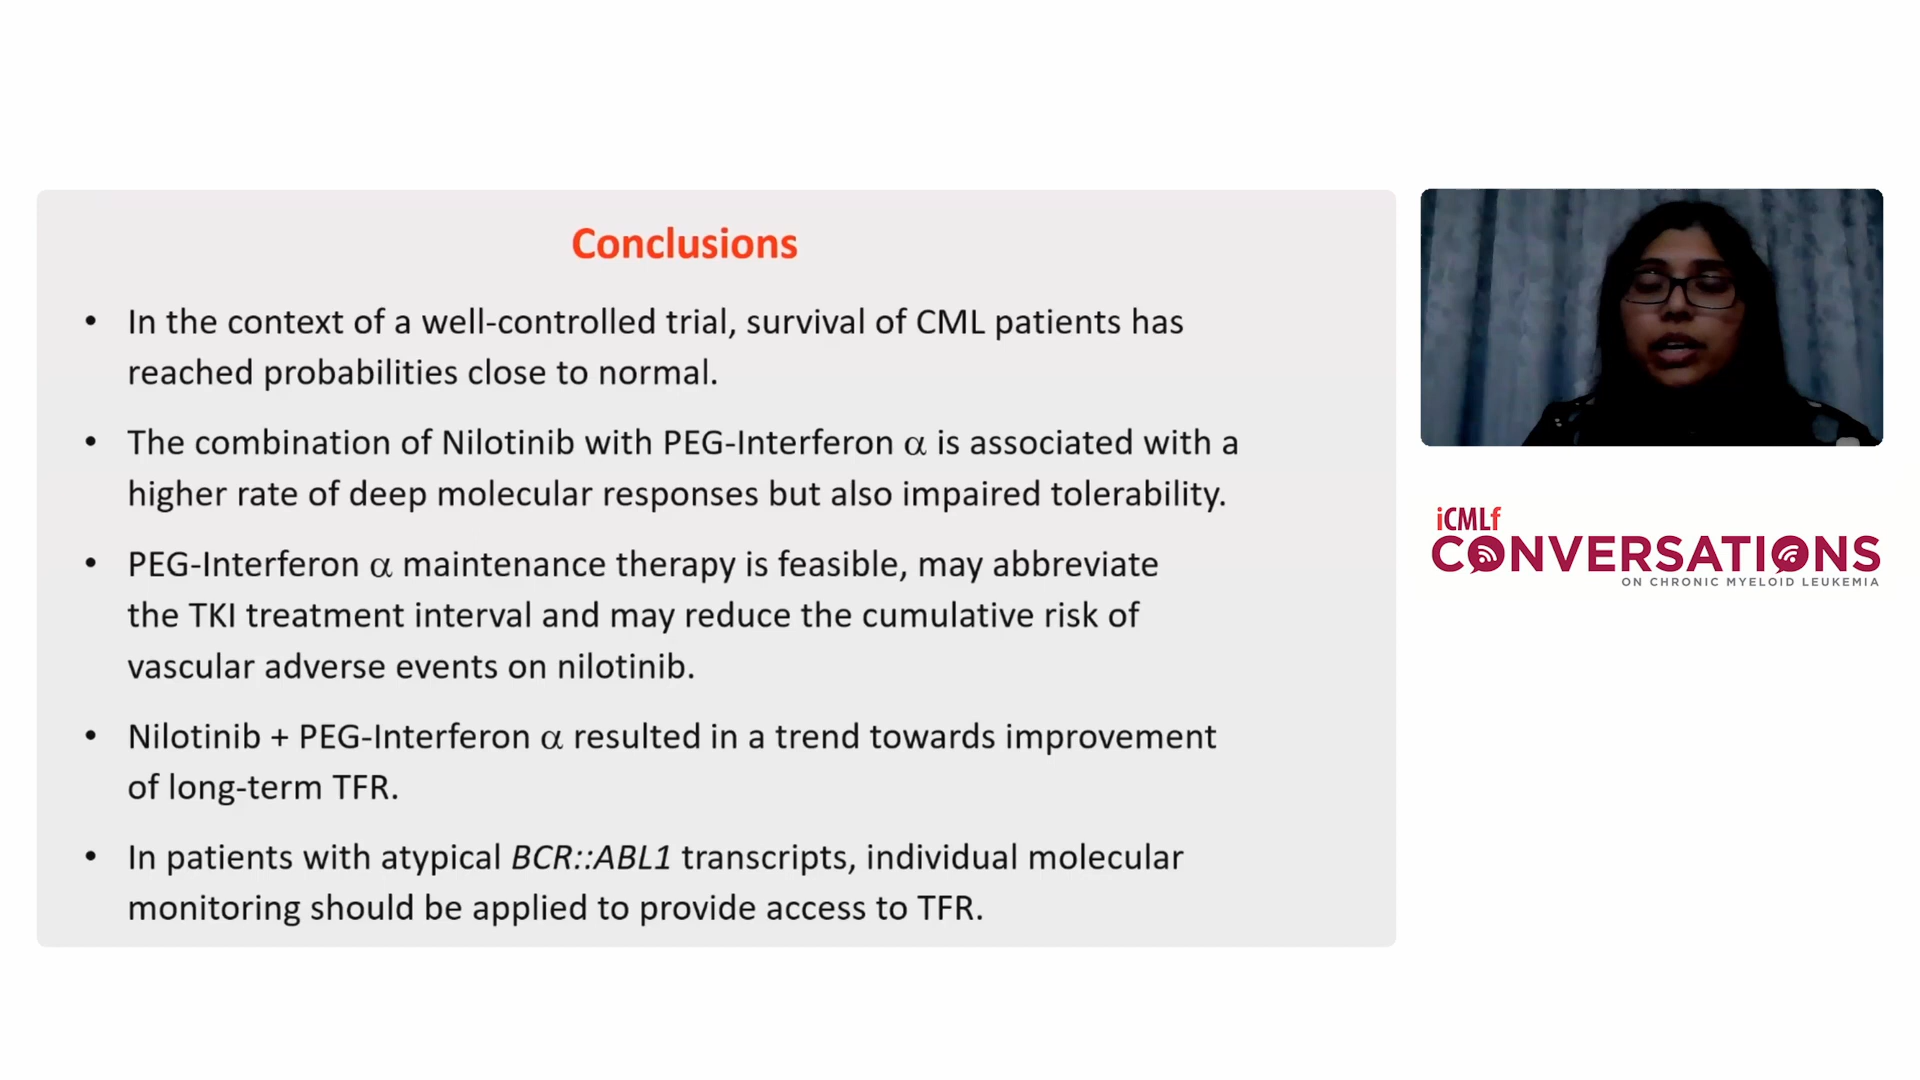 Conclusions
• In the context of a well-controlled trial, survival of CML patients has
reached probabilities close to normal.
• The combination of Nilotinib with PEG-Interferon α is associated with a
higher rate of deep molecular responses but also impaired tolerability.
• PEG-Interferon α maintenance therapy is feasible, may abbreviate
the TKI treatment interval and may reduce the cumulative risk of
vascular adverse events on nilotinib.
• Nilotinib + PEG-Interferon α resulted in a trend towards improvement
of long-term TFR.
• In patients with atypical BCR::ABL1 transcripts, individual molecular
monitoring should be applied to provide access to TFR.
iCMLf
CONVERSATIONS
ON CHRONIC MYELOID LEUKEMIA